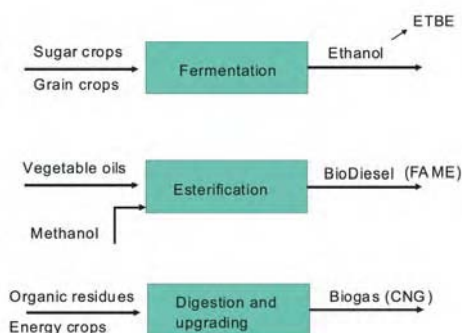 ETBE
Sugar crops
Grain crops
Fermentation
Ethanol
Vegetable oils
Methanol
Esterification
BioDiesel (FAME)
Organic residues
Energy crops
Digestion and
upgrading
Biogas (CNG)